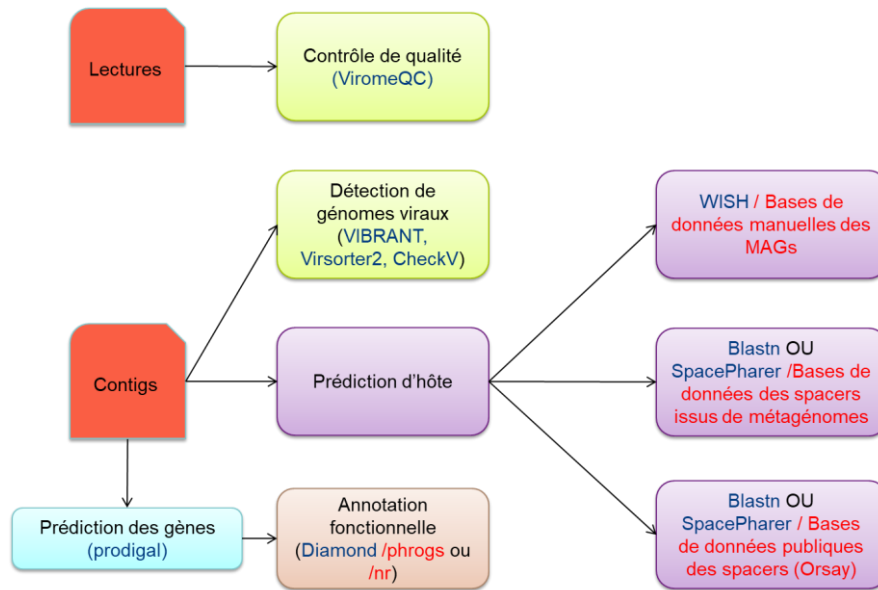 Lectures
Contrôle de qualité
(ViromeQC)
Détection de
génomes viraux
(VIBRANT,
Virsorter2, CheckV)
WISH / Bases de
données manuelles des
MAGs
Contigs
Prédiction d'hôte
Blastn OU
SpacePharer /Bases de
données des spacers
issus de métagénomes
Prédiction des gènes
(prodigal)
Annotation
fonctionnelle
(Diamond /phrogs ou
/nr)
Blastn OU
SpacePharer / Bases
de données publiques
des spacers (Orsay)